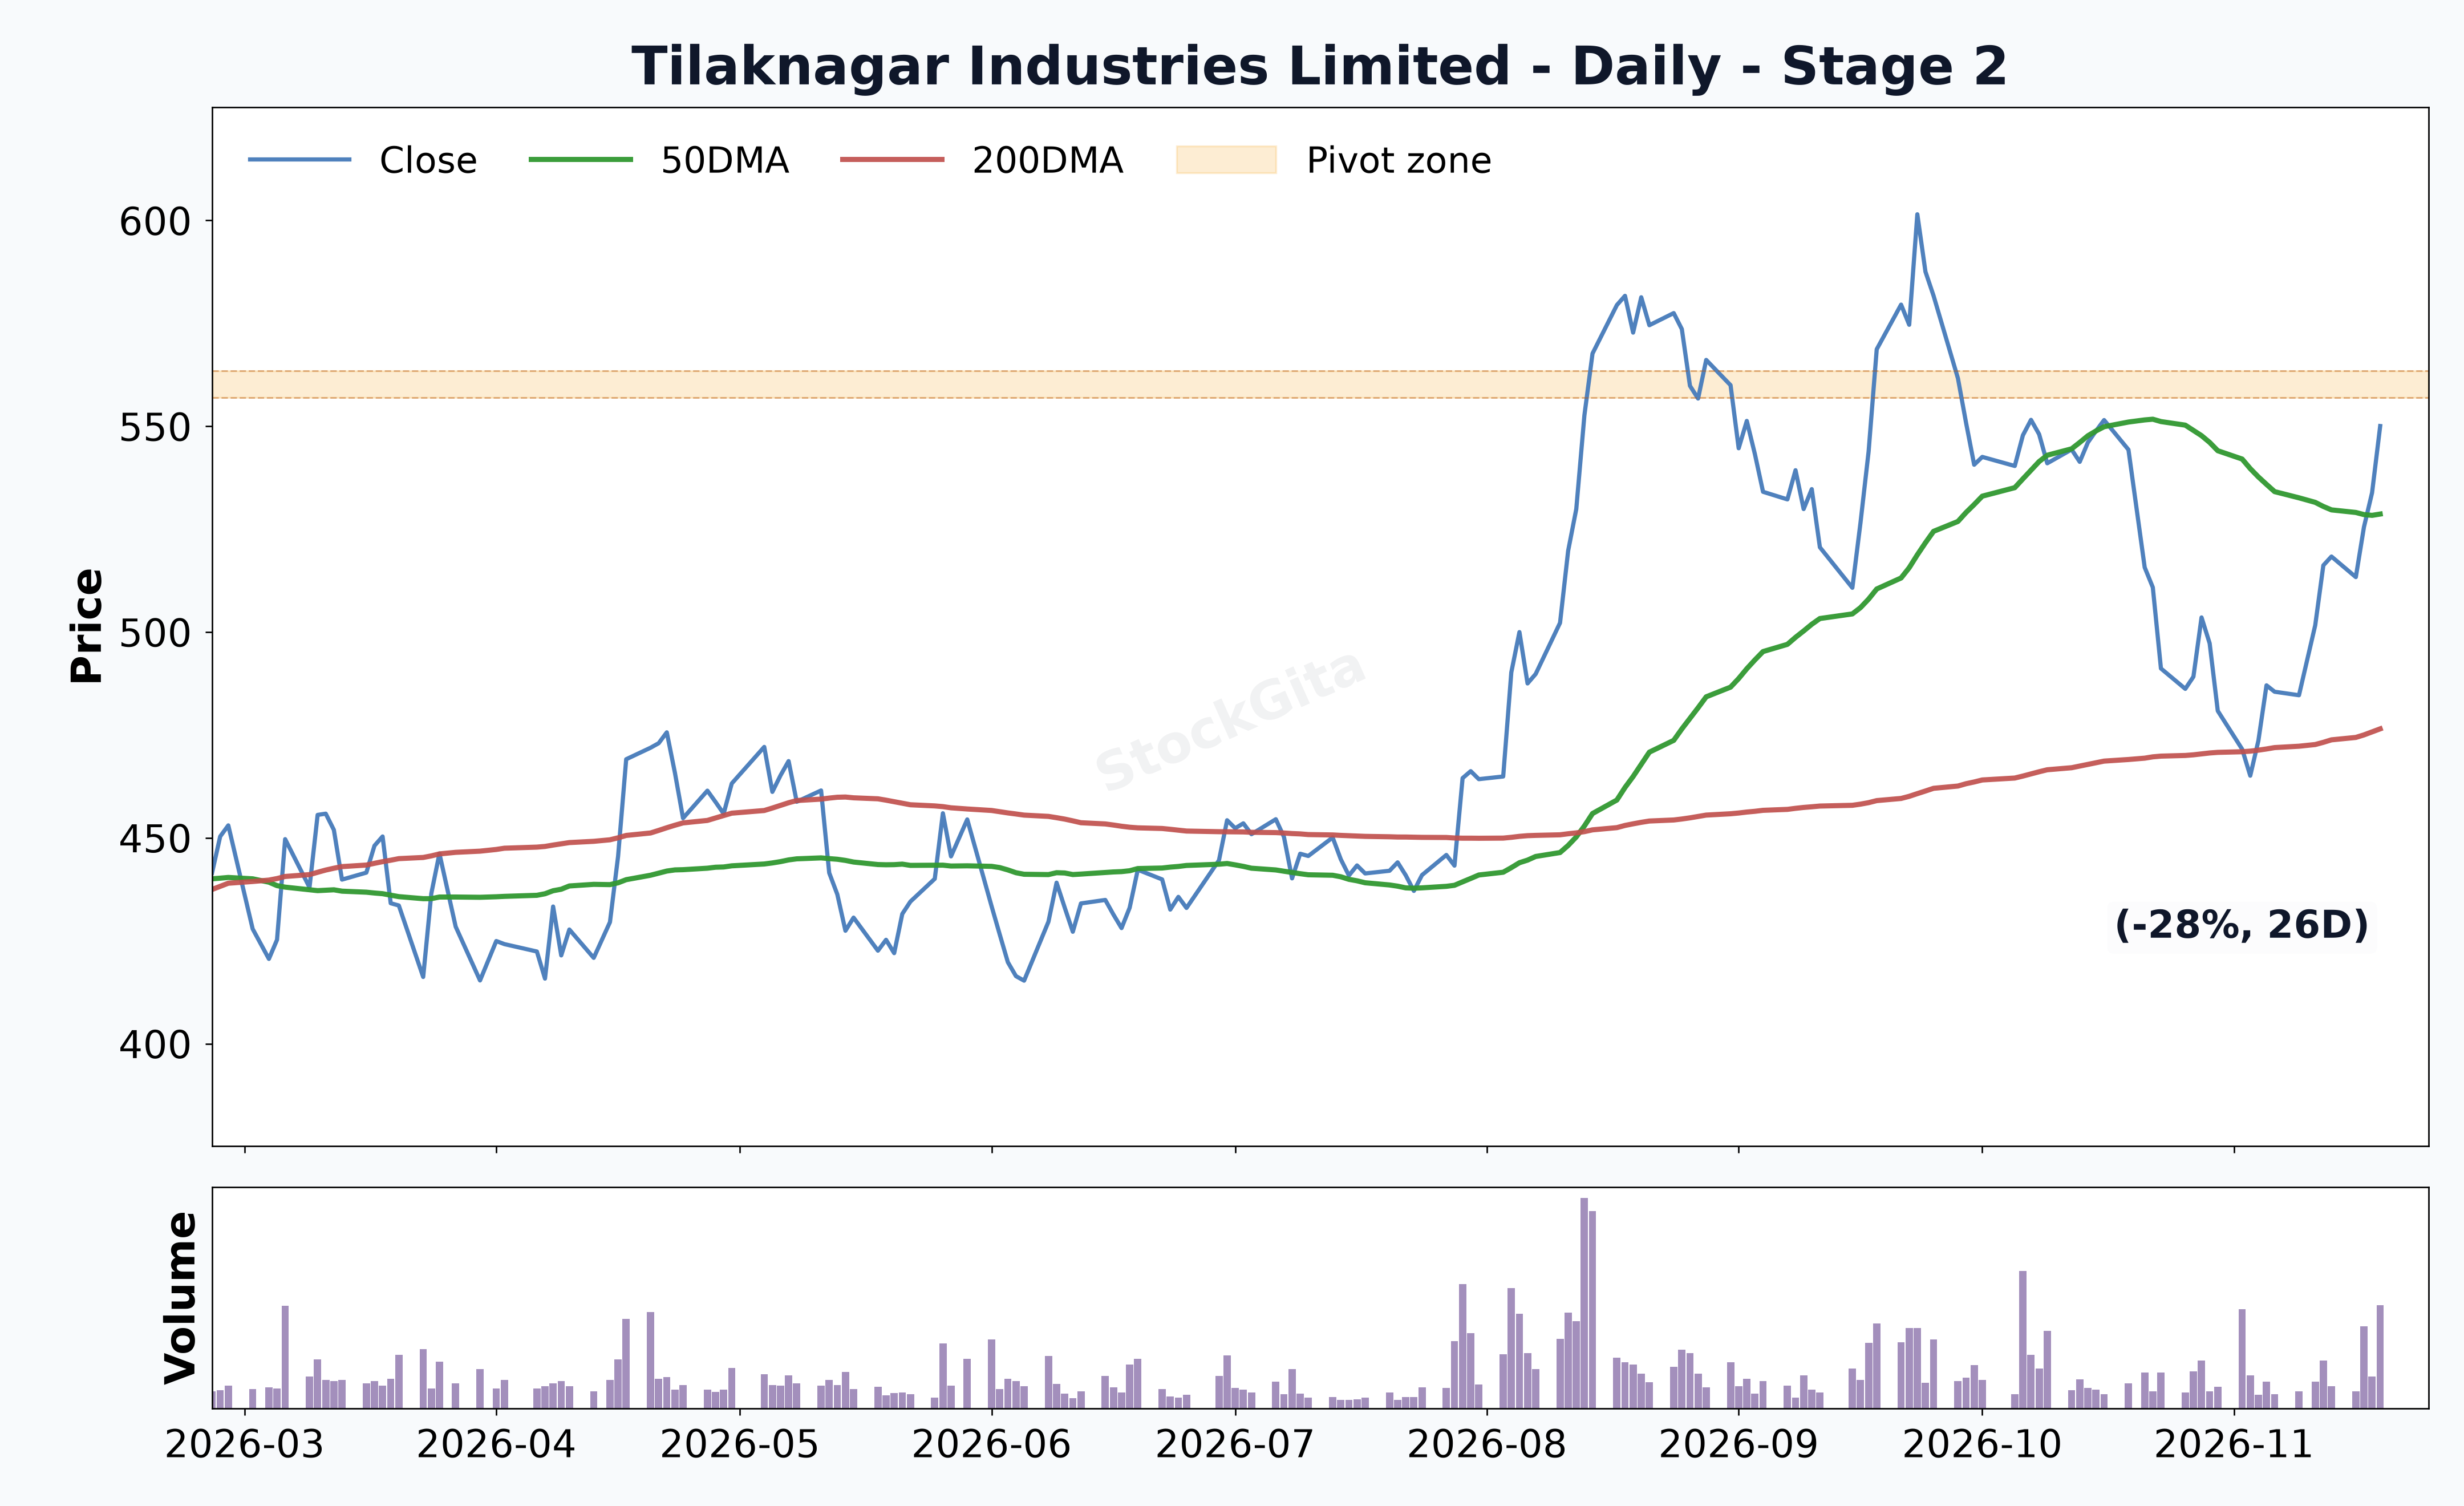 Tilaknagar Industries Limited - Daily - Stage 2
Close 50DMA 200DMA Pivot zone
600
550
500
450
400
Price
StockGita
(-28%, 26D)
Volume
2026-03 2026-04 2026-05 2026-06 2026-07 2026-08 2026-09 2026-10 2026-11